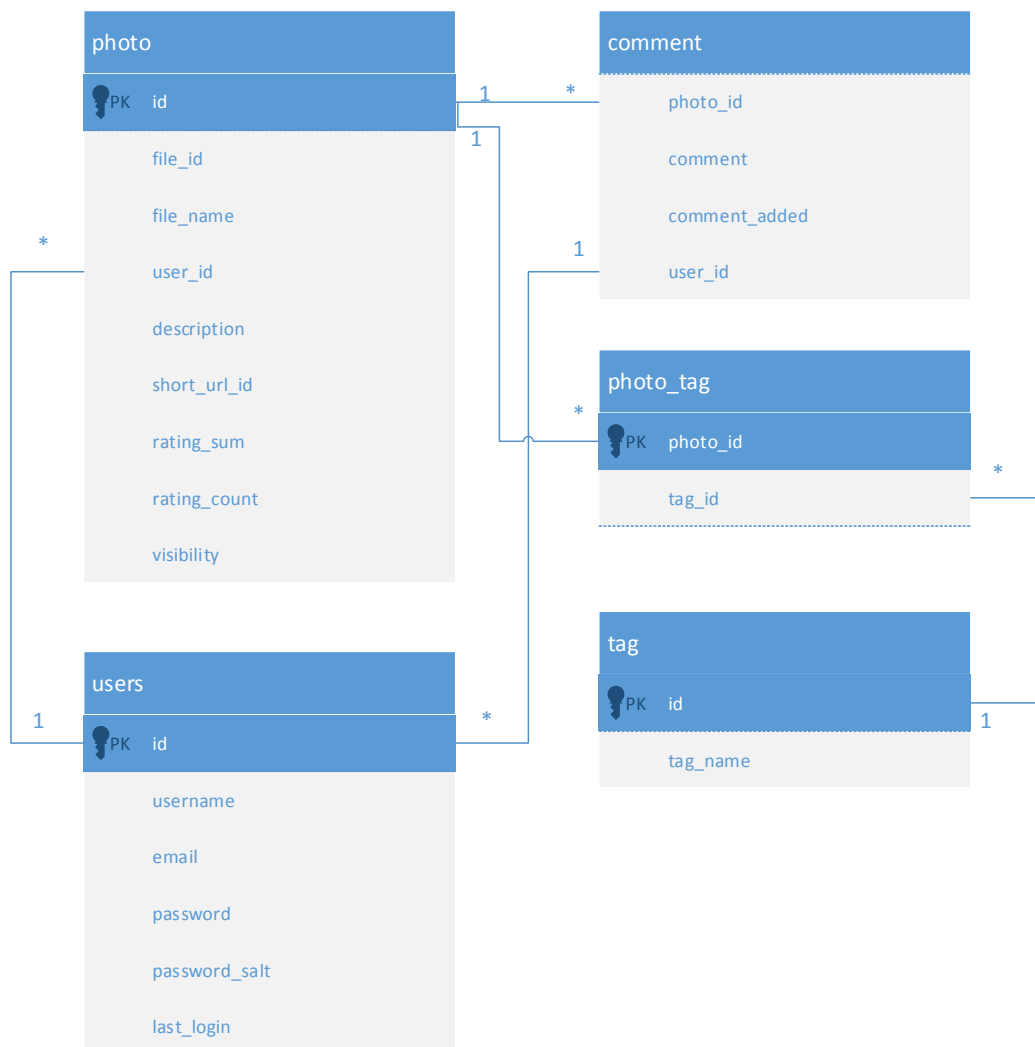 photo
PK id
file_id
file_name
user_id
description
short_url_id
rating_sum
rating_count
visibility
comment
photo_id
comment
comment_added
user_id
photo_tag
PK photo_id
tag_id
tag
PK id
tag_name
users
PK id
username
email
password
password_salt
last_login
1
*
1
*
1
*
*
1
*
1